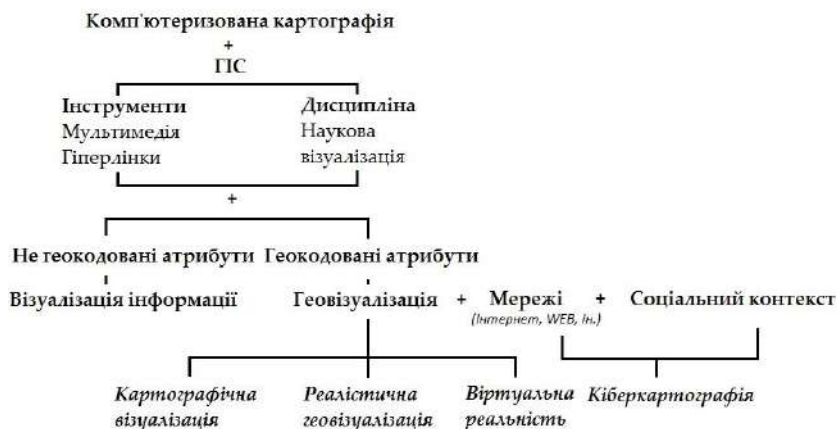 Комп'ютеризована картографія
+
ГІС
Інструменти Дисципліна
Мультимедія Наукова
Гіперлінки візуалізація
+
Не геокодовані атрибути Геокодовані атрибути
Візуалізація інформації Геовізуалізація + Мережі + Соціальний контекст
(Інтернет, WEB, ін.)
Картографічна Реалістична Віртуальна Кіберкартографія
візуалізація геовізуалізація реальність